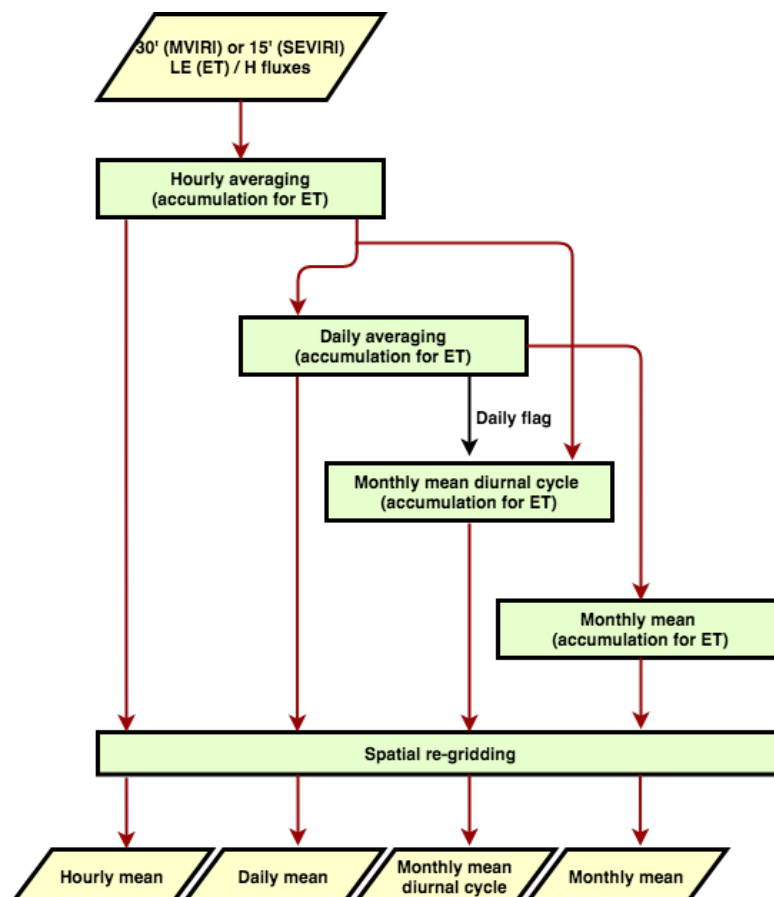 30' (MVIRI) or 15' (SEVIRI)
LE (ET) / H fluxes
Hourly averaging
(accumulation for ET)
Daily averaging
(accumulation for ET)
Daily flag
Monthly mean diurnal cycle
(accumulation for ET)
Monthly mean
(accumulation for ET)
Spatial re-gridding
Hourly mean
Daily mean
Monthly mean
diurnal cycle
Monthly mean